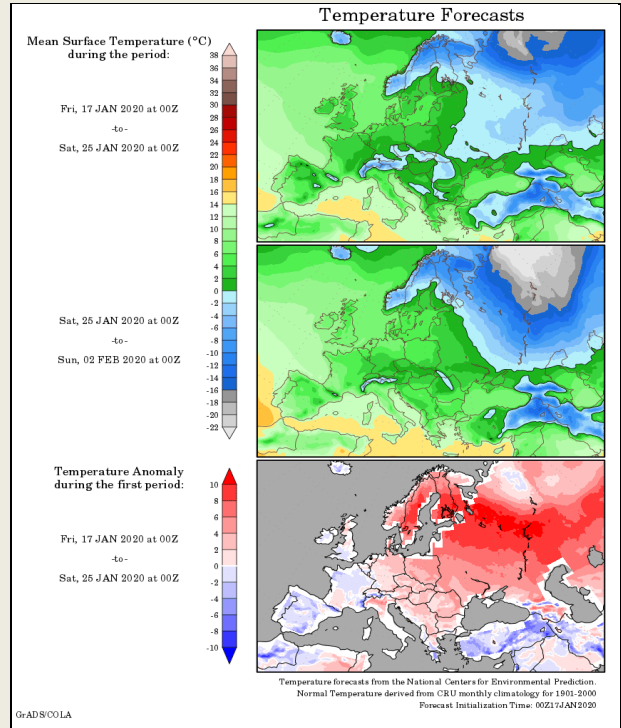 Temperature Forecasts
Mean Surface Temperature (°C)
during the period:
Fri, 17 JAN 2020 at 00Z
-to-
Sat, 25 JAN 2020 at 00Z
38
36
34
32
30
28
26
24
22
20
18
16
14
12
10
8
6
4
2
0
-2
-4
-6
-8
-10
-12
-14
-16
-18
-20
-22
Sat, 25 JAN 2020 at 00Z
-to-
Sun, 02 FEB 2020 at 00Z
Temperature Anomaly
during the first period:
Fri, 17 JAN 2020 at 00Z
-to-
Sat, 25 JAN 2020 at 00Z
10
8
6
4
2
0
-2
-4
-6
-8
-10
Temperature forecasts from the National Centers for Environmental Prediction.
Normal Temperature derived from CRU monthly climatology for 1901-2000
Forecast Initialization Time: 00Z17JAN2020
GrADS/COLA